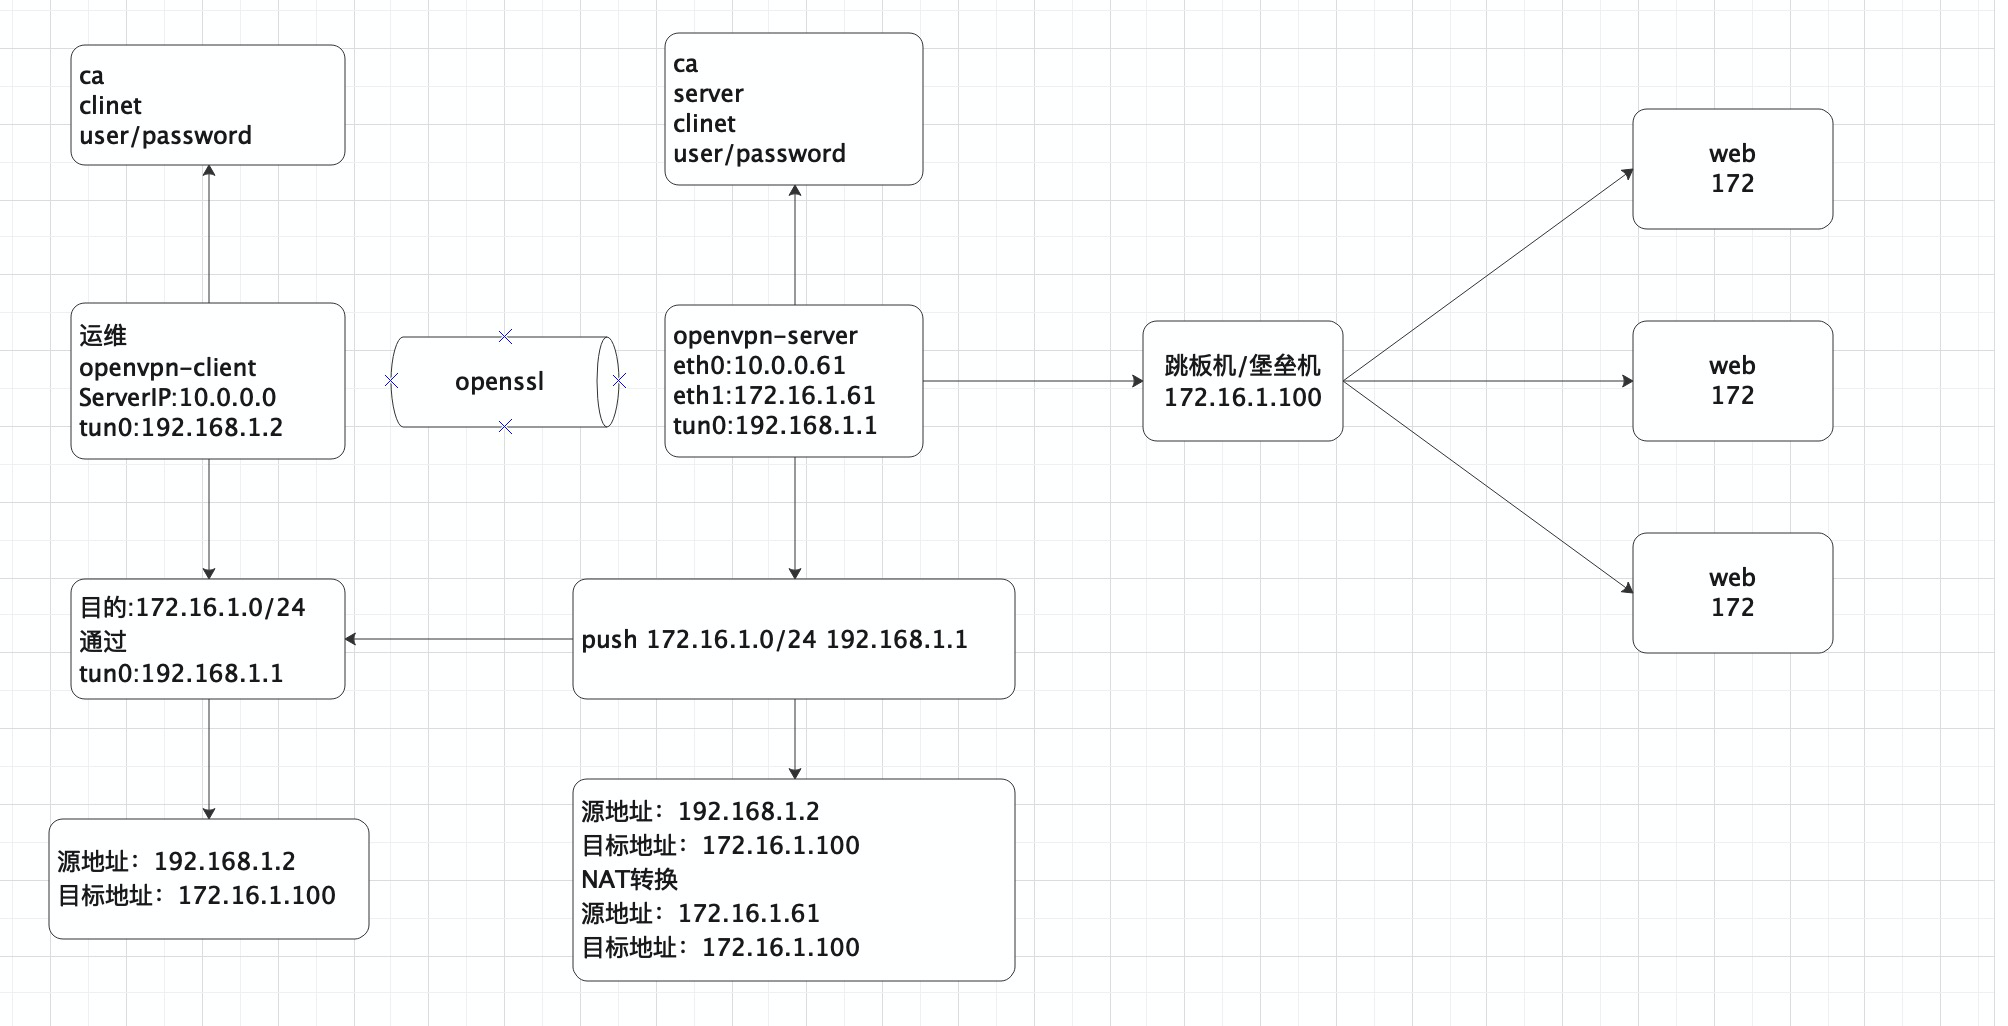 ca
clinet
user/password
ca
server
clinet
user/password
web
172
运维
openvpn-client
ServerIP:10.0.0.0
tun0:192.168.1.2
openssl
openvpn-server
eth0:10.0.0.61
eth1:172.16.1.61
tun0:192.168.1.1
跳板机/堡垒机
172.16.1.100
web
172
目的:172.16.1.0/24
通过
tun0:192.168.1.1
push 172.16.1.0/24 192.168.1.1
web
172
源地址：192.168.1.2
目标地址：172.16.1.100
源地址：192.168.1.2
目标地址：172.16.1.100
NAT转换
源地址：172.16.1.61
目标地址：172.16.1.100